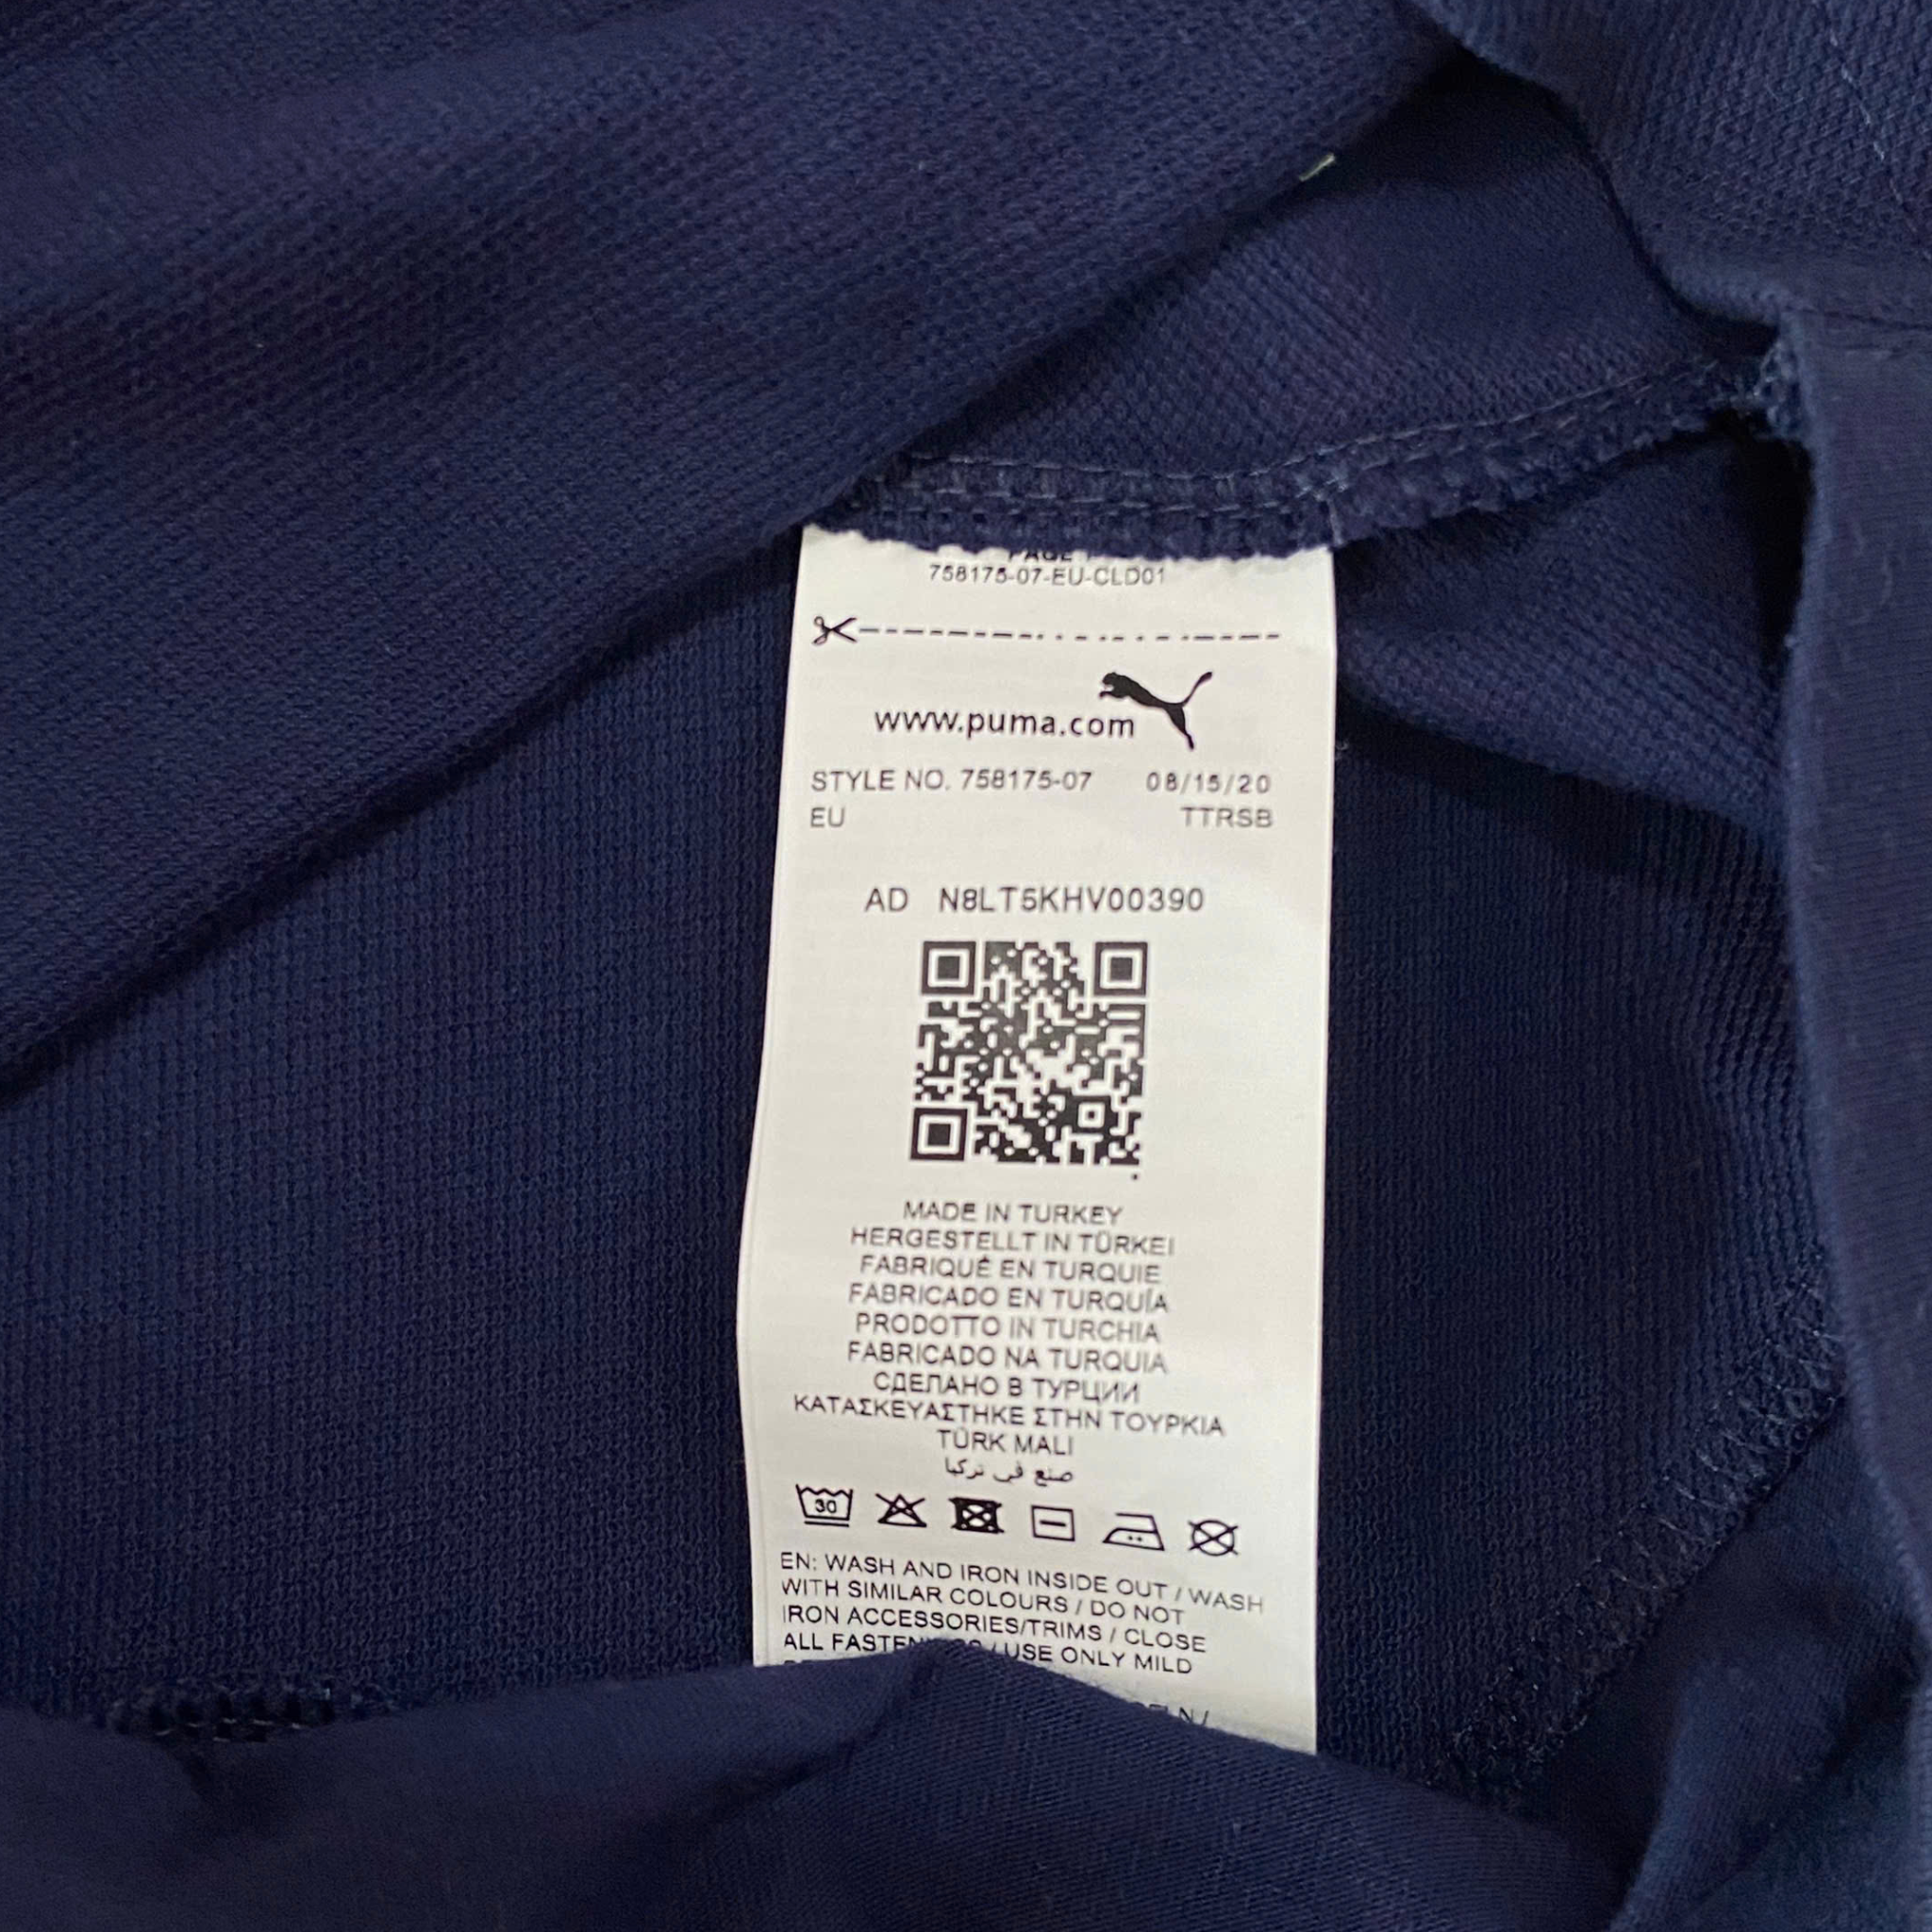 PAGE
758175-07-EU-CLD01
www.puma.com
STYLE NO. 758175-07 08/15/20
EU TTRSB
AD N8LT5KHV00390
MADE IN TURKEY
HERGESTELLT IN TÜRKEI
FABRIQUÉ EN TURQUIE
FABRICADO EN TURQUÍA
PRODOTTO IN TURCHIA
FABRICADO NA TURQUIA
СДЕЛАНО В ТУРЦИИ
ΚΑΤΑΣΚΕΥΑΣΤΗΚΕ ΣΤΗΝ ΤΟΥΡΚΙΑ
TÜRK MALI
صنع في تركيا
30
EN: WASH AND IRON INSIDE OUT / WASH
WITH SIMILAR COLOURS / DO NOT
IRON ACCESSORIES/TRIMS / CLOSE
ALL / USE ONLY MILD